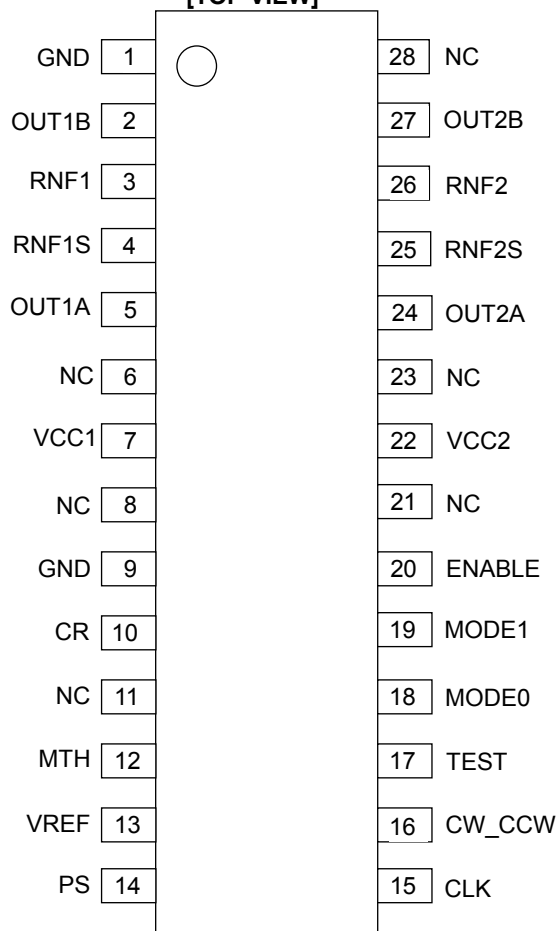 GND 1 28 NC
OUT1B 2 27 OUT2B
RNF1 3 26 RNF2
RNF1S 4 25 RNF2S
OUT1A 5 24 OUT2A
NC 6 23 NC
VCC1 7 22 VCC2
NC 8 21 NC
GND 9 20 ENABLE
CR 10 19 MODE1
NC 11 18 MODE0
MTH 12 17 TEST
VREF 13 16 CW_CCW
PS 14 15 CLK